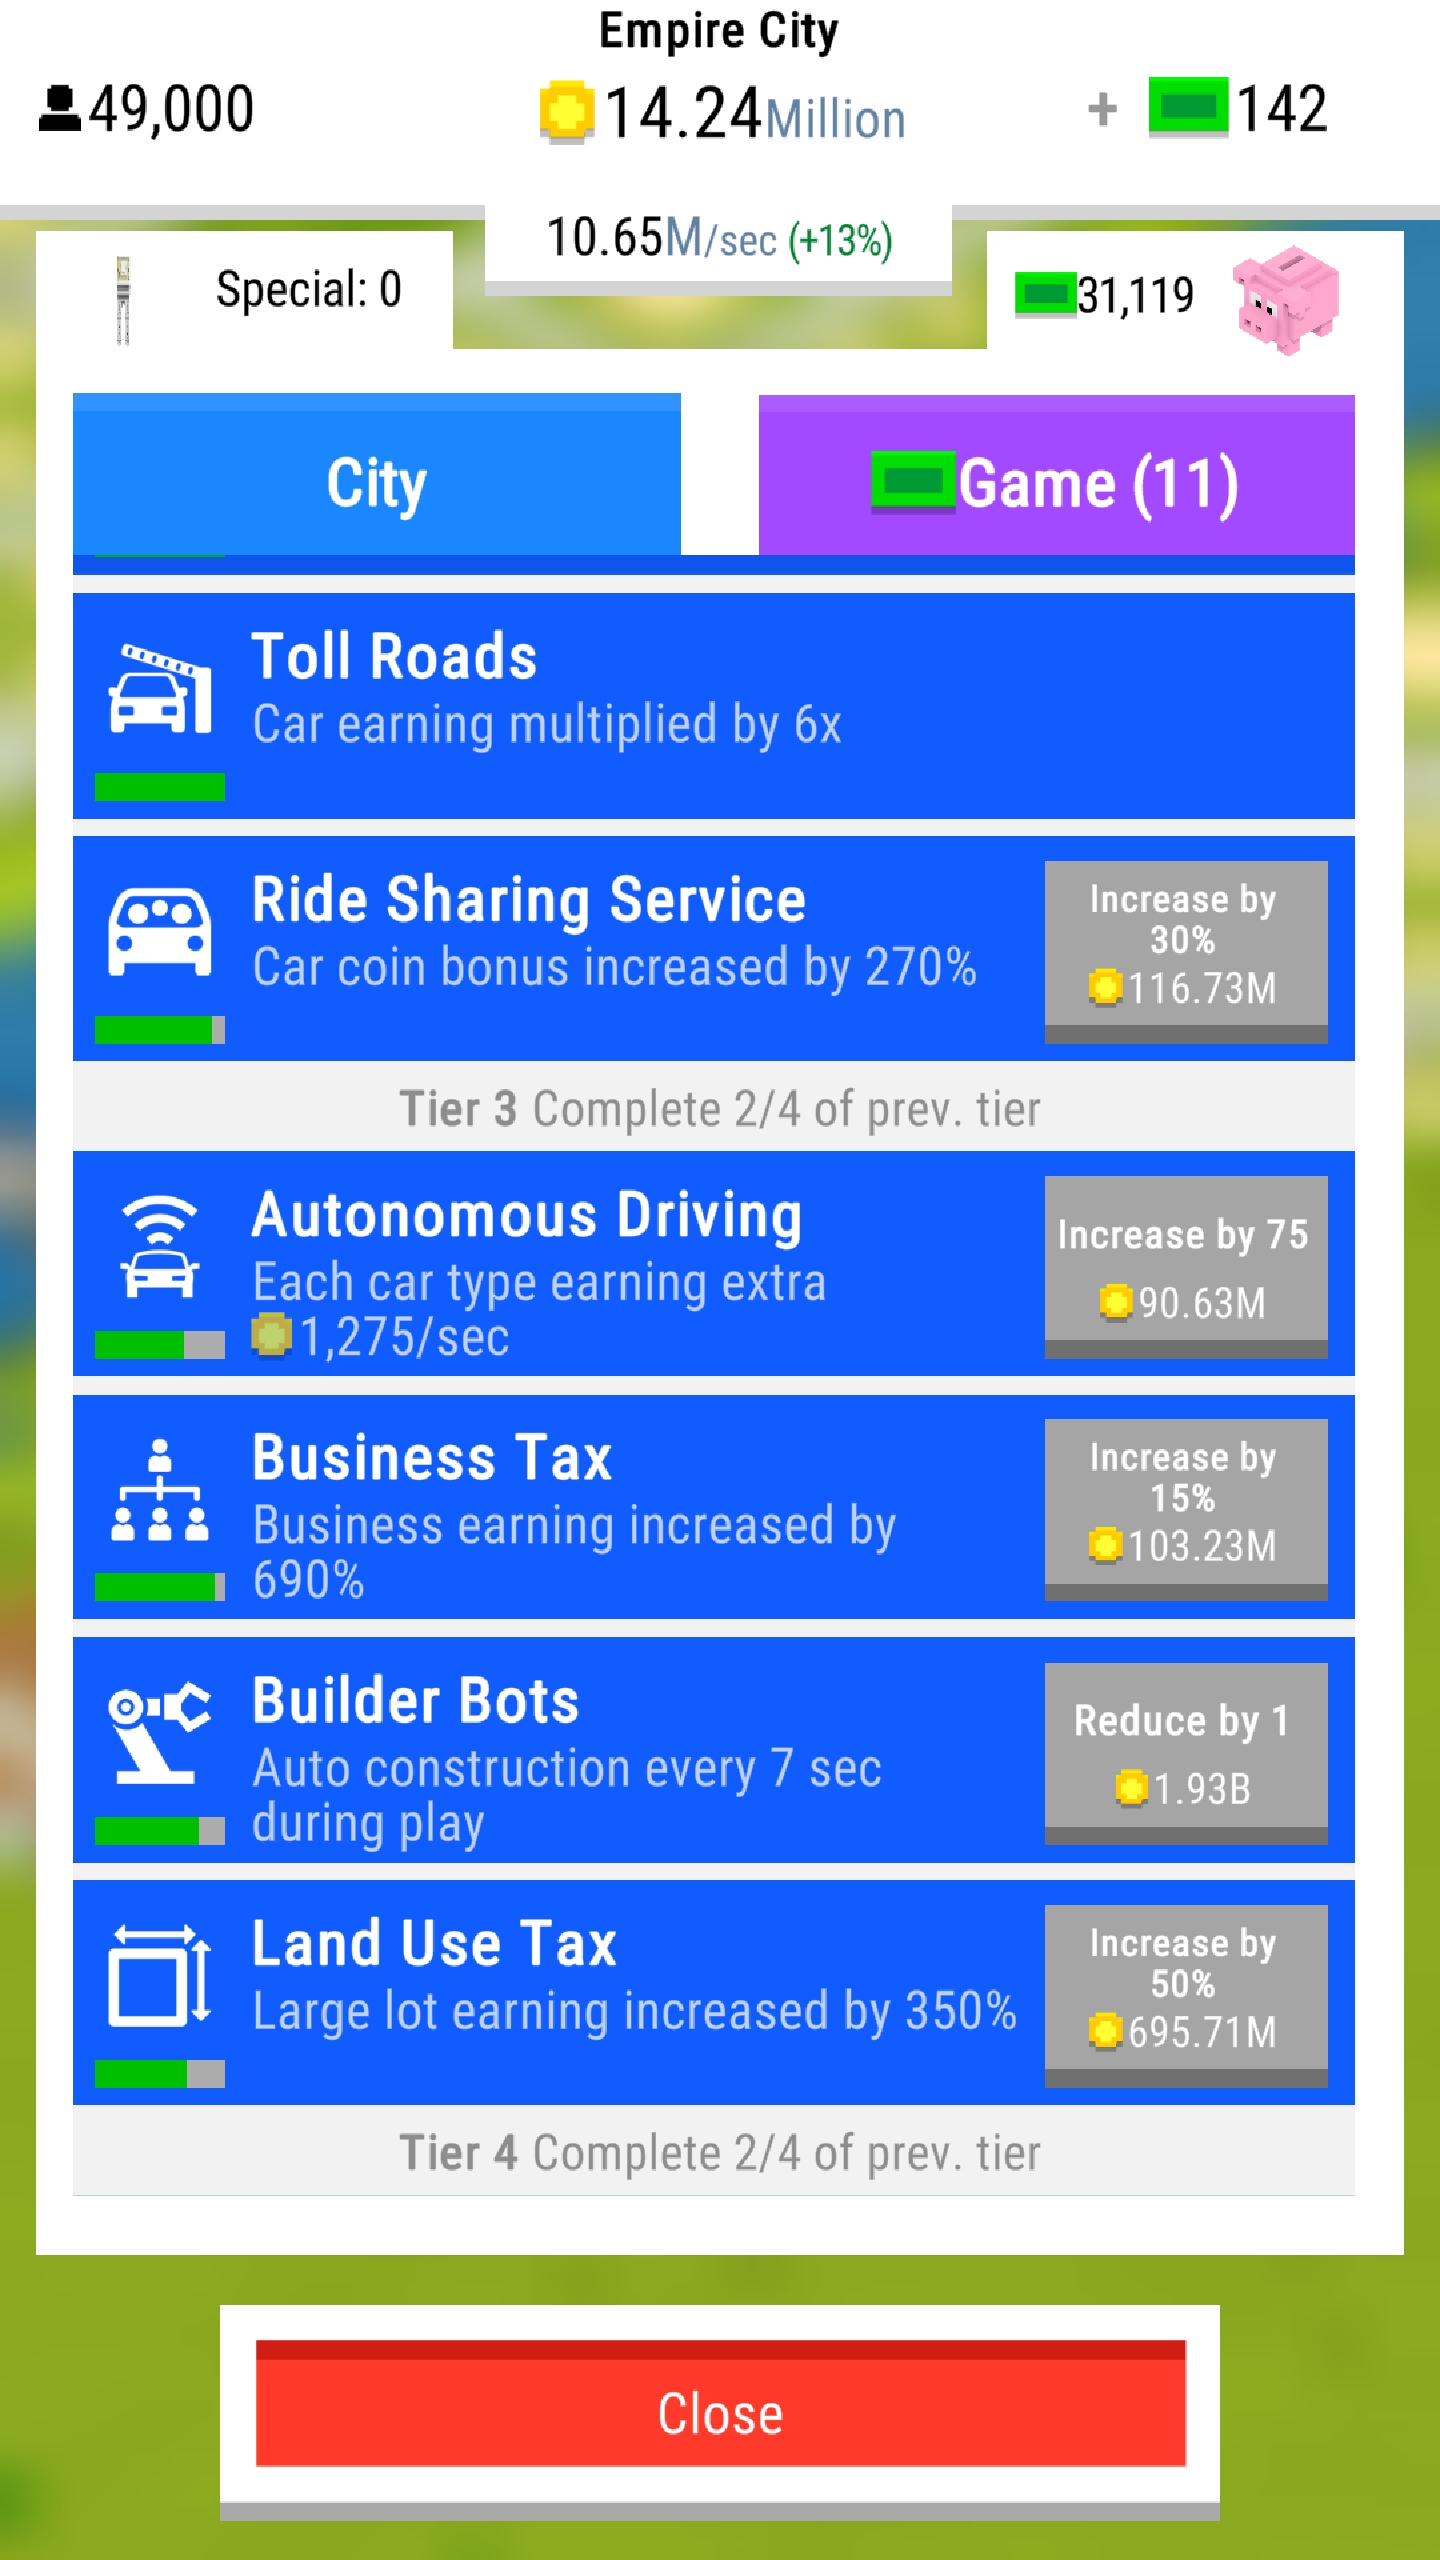 Empire City
49,000
14.24Million
+ 142
10.65M/sec (+13%)
Special: 0
31,119
City
Game (11)
Toll Roads
Car earning multiplied by 6x
Ride Sharing Service
Car coin bonus increased by 270%
Increase by
30%
116.73M
Tier 3 Complete 2/4 of prev. tier
Autonomous Driving
Each car type earning extra
1,275/sec
Increase by 75
90.63M
Business Tax
Business earning increased by
690%
Increase by
15%
103.23M
Builder Bots
Auto construction every 7 sec
during play
Reduce by 1
1.93B
Land Use Tax
Large lot earning increased by 350%
Increase by
50%
695.71M
Tier 4 Complete 2/4 of prev. tier
Close